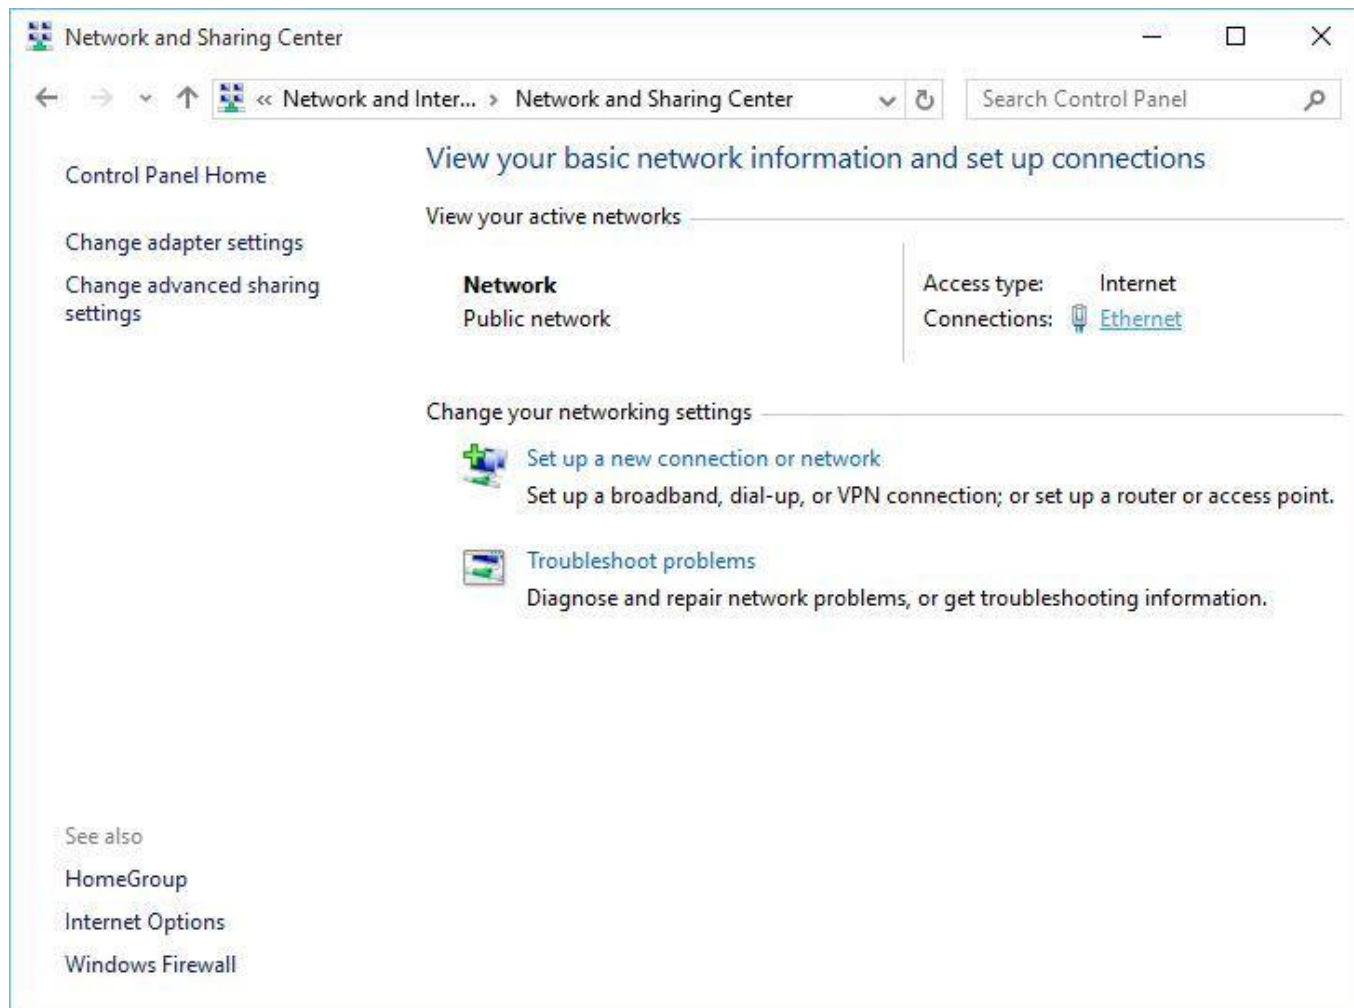 Network and Sharing Center
« Network and Inter... › Network and Sharing Center
Search Control Panel
Control Panel Home
Change adapter settings
Change advanced sharing
settings
View your basic network information and set up connections
View your active networks
Network
Public network
Access type: Internet
Connections: Ethernet
Change your networking settings
Set up a new connection or network
Set up a broadband, dial-up, or VPN connection; or set up a router or access point.
Troubleshoot problems
Diagnose and repair network problems, or get troubleshooting information.
See also
HomeGroup
Internet Options
Windows Firewall